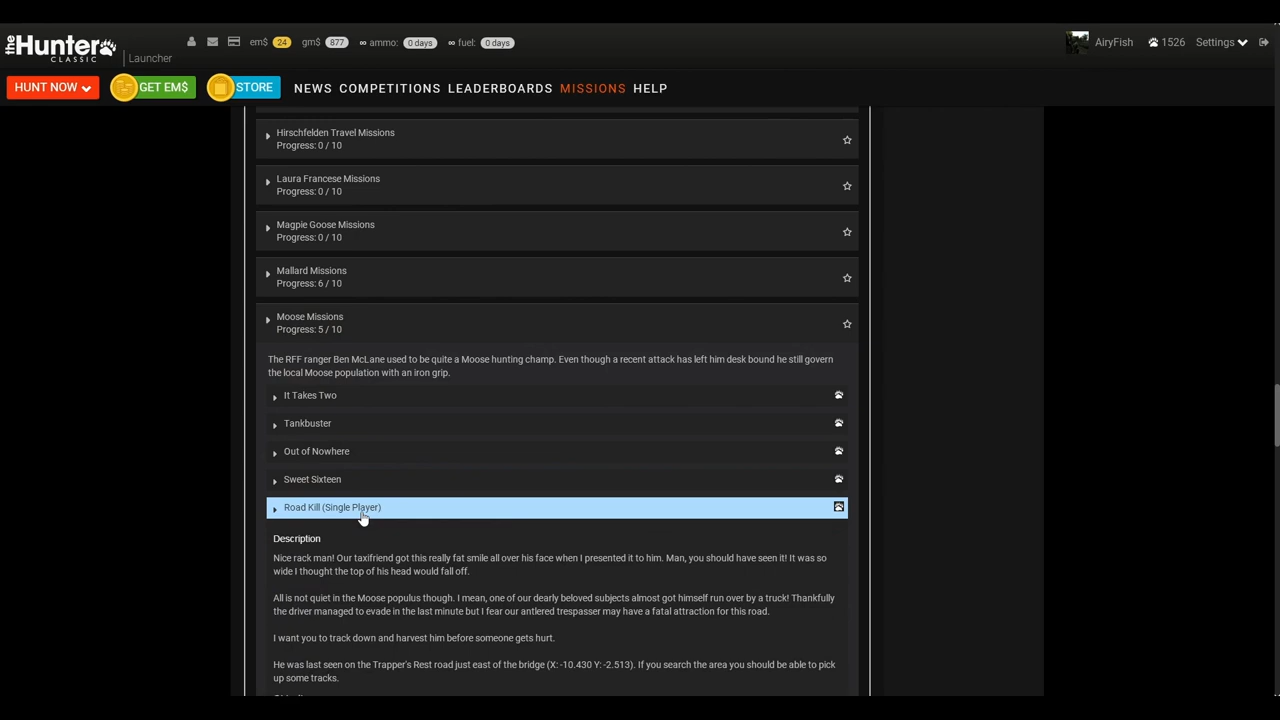 theHunter
CLASSIC
Launcher
em$ 24 gm$ 877 ∞ ammo: 0 days ∞ fuel: 0 days
AiryFish 1526 Settings
HUNT NOW GET EM$ STORE NEWS COMPETITIONS LEADERBOARDS MISSIONS HELP
Hirschfelden Travel Missions
Progress: 0 / 10
Laura Francese Missions
Progress: 0 / 10
Magpie Goose Missions
Progress: 0 / 10
Mallard Missions
Progress: 6 / 10
Moose Missions
Progress: 5 / 10
The RFF ranger Ben McLane used to be quite a Moose hunting champ. Even though a recent attack has left him desk bound he still govern
the local Moose population with an iron grip.
It Takes Two
Tankbuster
Out of Nowhere
Sweet Sixteen
Road Kill (Single Player)
Description
Nice rack man! Our taxifriend got this really fat smile all over his face when I presented it to him. Man, you should have seen it! It was so
wide I thought the top of his head would fall off.
All is not quiet in the Moose populus though. I mean, one of our dearly beloved subjects almost got himself run over by a truck! Thankfully
the driver managed to evade in the last minute but I fear our antlered trespasser may have a fatal attraction for this road.
I want you to track down and harvest him before someone gets hurt.
He was last seen on the Trapper's Rest road just east of the bridge (X: -10.430 Y: -2.513). If you search the area you should be able to pick
up some tracks.